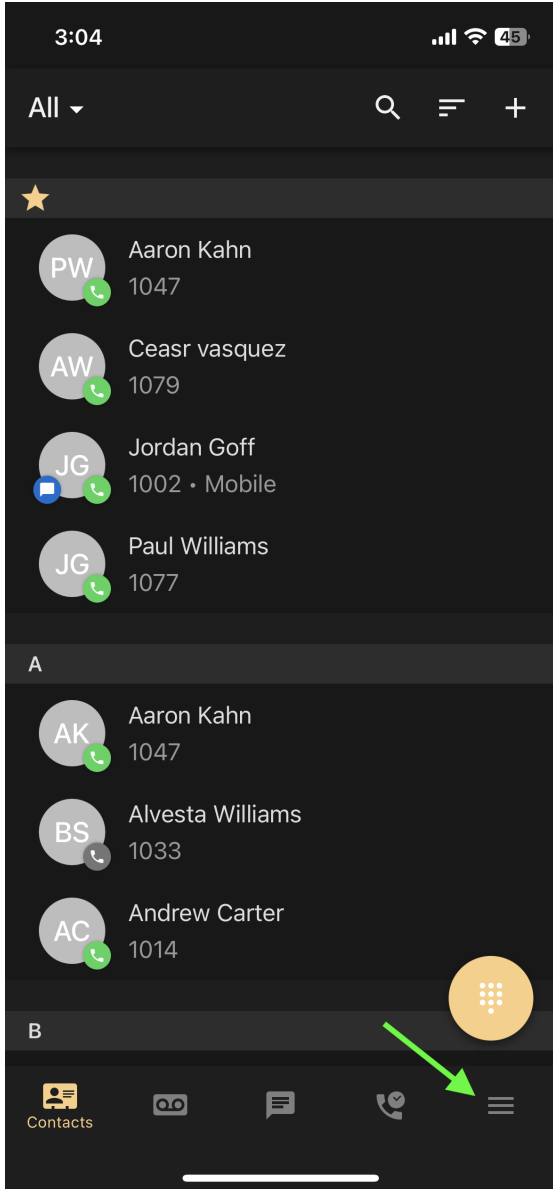 3:04
45
All
PW
Aaron Kahn
1047
AW
Ceasr vasquez
1079
JG
Jordan Goff
1002 • Mobile
JG
Paul Williams
1077
A
AK
Aaron Kahn
1047
BS
Alvesta Williams
1033
AC
Andrew Carter
1014
B
Contacts